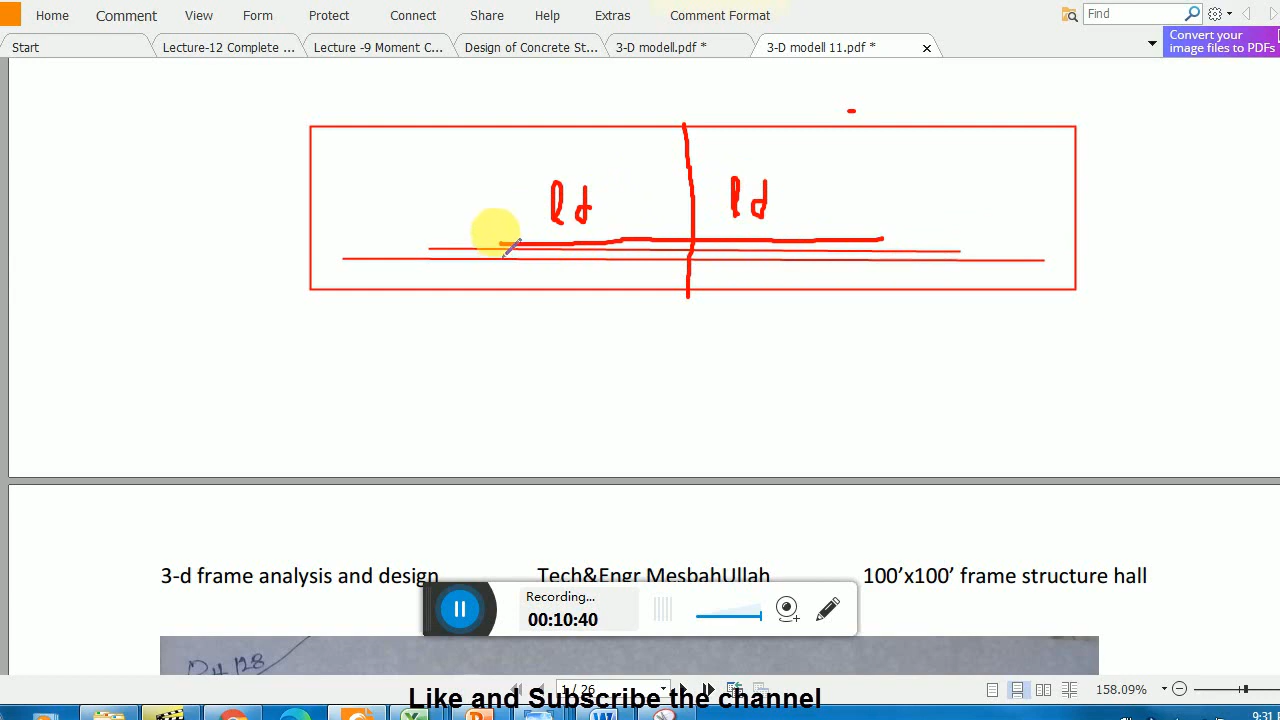 Home Comment View Form Protect Connect Share Help Extras Comment Format Find
Start Lecture-12 Complete ... Lecture -9 Moment C... Design of Concrete St... 3-D modell.pdf * 3-D modell 11.pdf *
Convert your
image files to PDFs
ld ld
3-d frame analysis and design Tech&Engr MesbahUllah 100'x100' frame structure hall
Recording...
00:10:40
1 / 26
158.09%
Like and Subscribe the channel